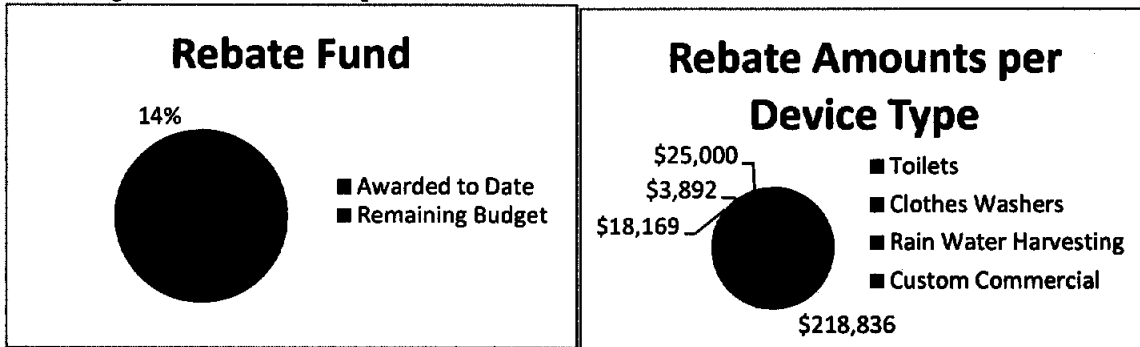 Rebate Fund
14%
■ Awarded to Date
■ Remaining Budget
Rebate Amounts per
Device Type
$25,000
$3,892
$18,169
■ Toilets
■ Clothes Washers
■ Rain Water Harvesting
■ Custom Commercial
$218,836